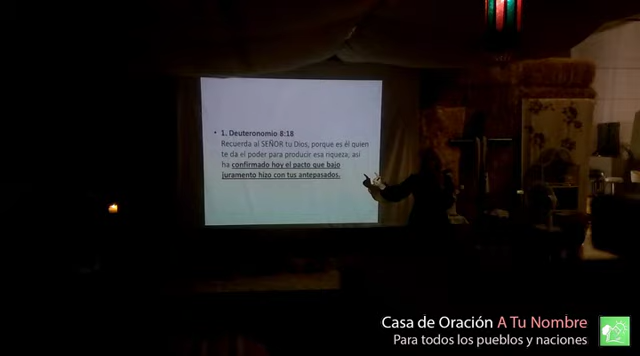 • 1. Deuteronomio 8:18
Recuerda al SEÑOR tu Dios, porque es él quien
te da el poder para producir esa riqueza; así
ha confirmado hoy el pacto que bajo
juramento hizo con tus antepasados.
Casa de Oración A Tu Nombre
Para todos los pueblos y naciones